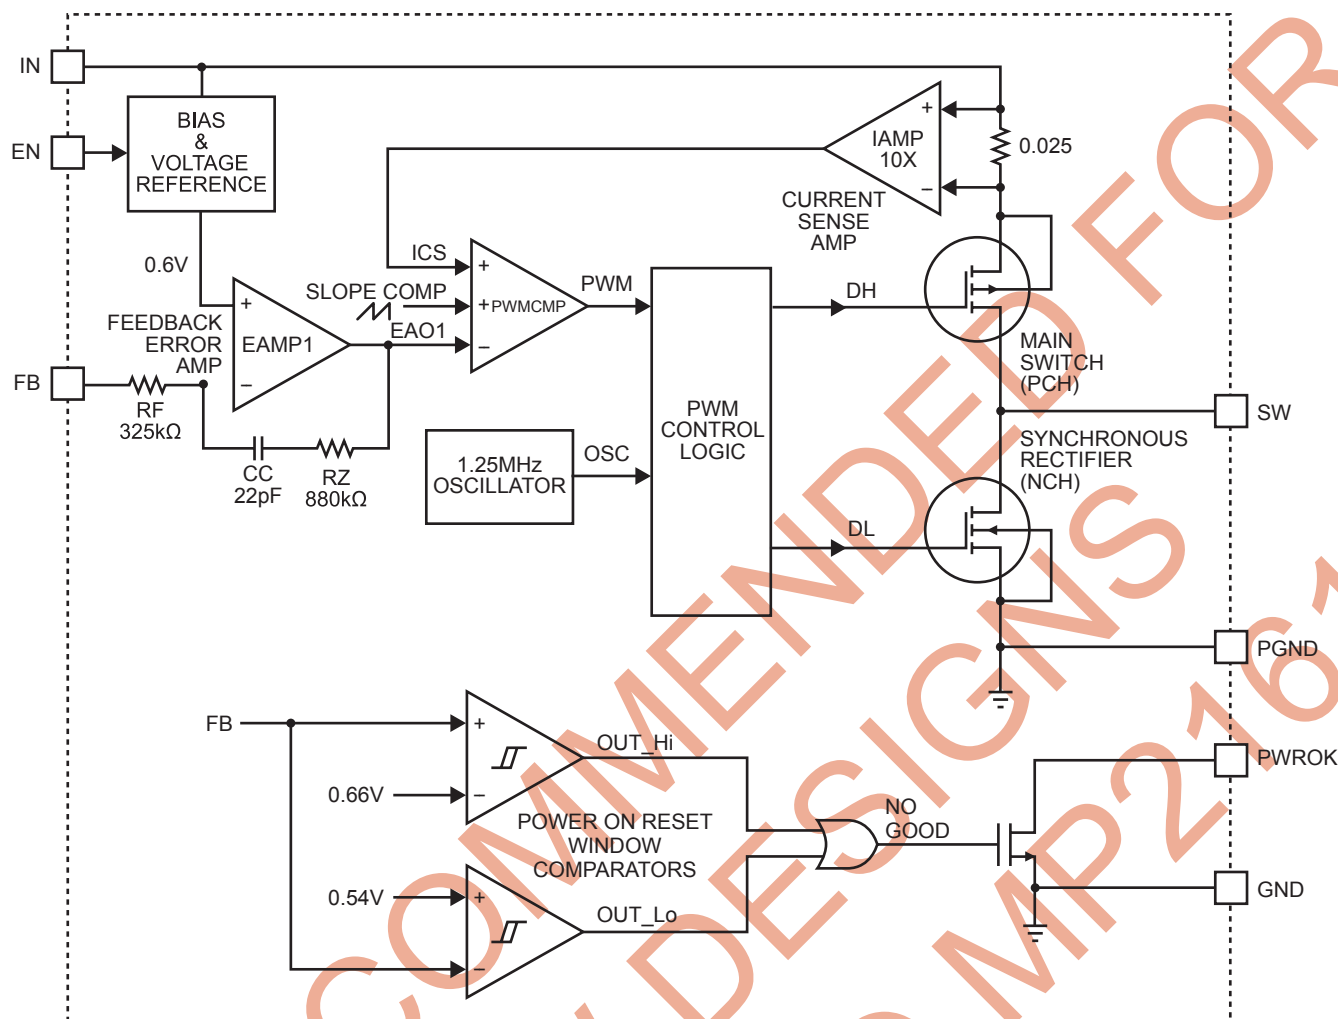 IN
BIAS
&
VOLTAGE
REFERENCE
EN
+
IAMP
10X
−
0.025
CURRENT
SENSE
AMP
0.6V
ICS
+
SLOPE COMP
+
PWMCMP
PWM
EAO1
−
DH
FEEDBACK
ERROR
AMP
+
EAMP1
−
MAIN
SWITCH
(PCH)
FB
RF
325kΩ
CC
22pF
RZ
880kΩ
PWM
CONTROL
LOGIC
SW
1.25MHz
OSCILLATOR
OSC
SYNCHRONOUS
RECTIFIER
(NCH)
DL
PGND
FB
+
OUT_Hi
0.66V
−
PWROK
POWER ON RESET
WINDOW
COMPARATORS
NO
GOOD
0.54V
+
OUT_Lo
−
GND
COMMENDED FOR
DESIGNS
MP2161